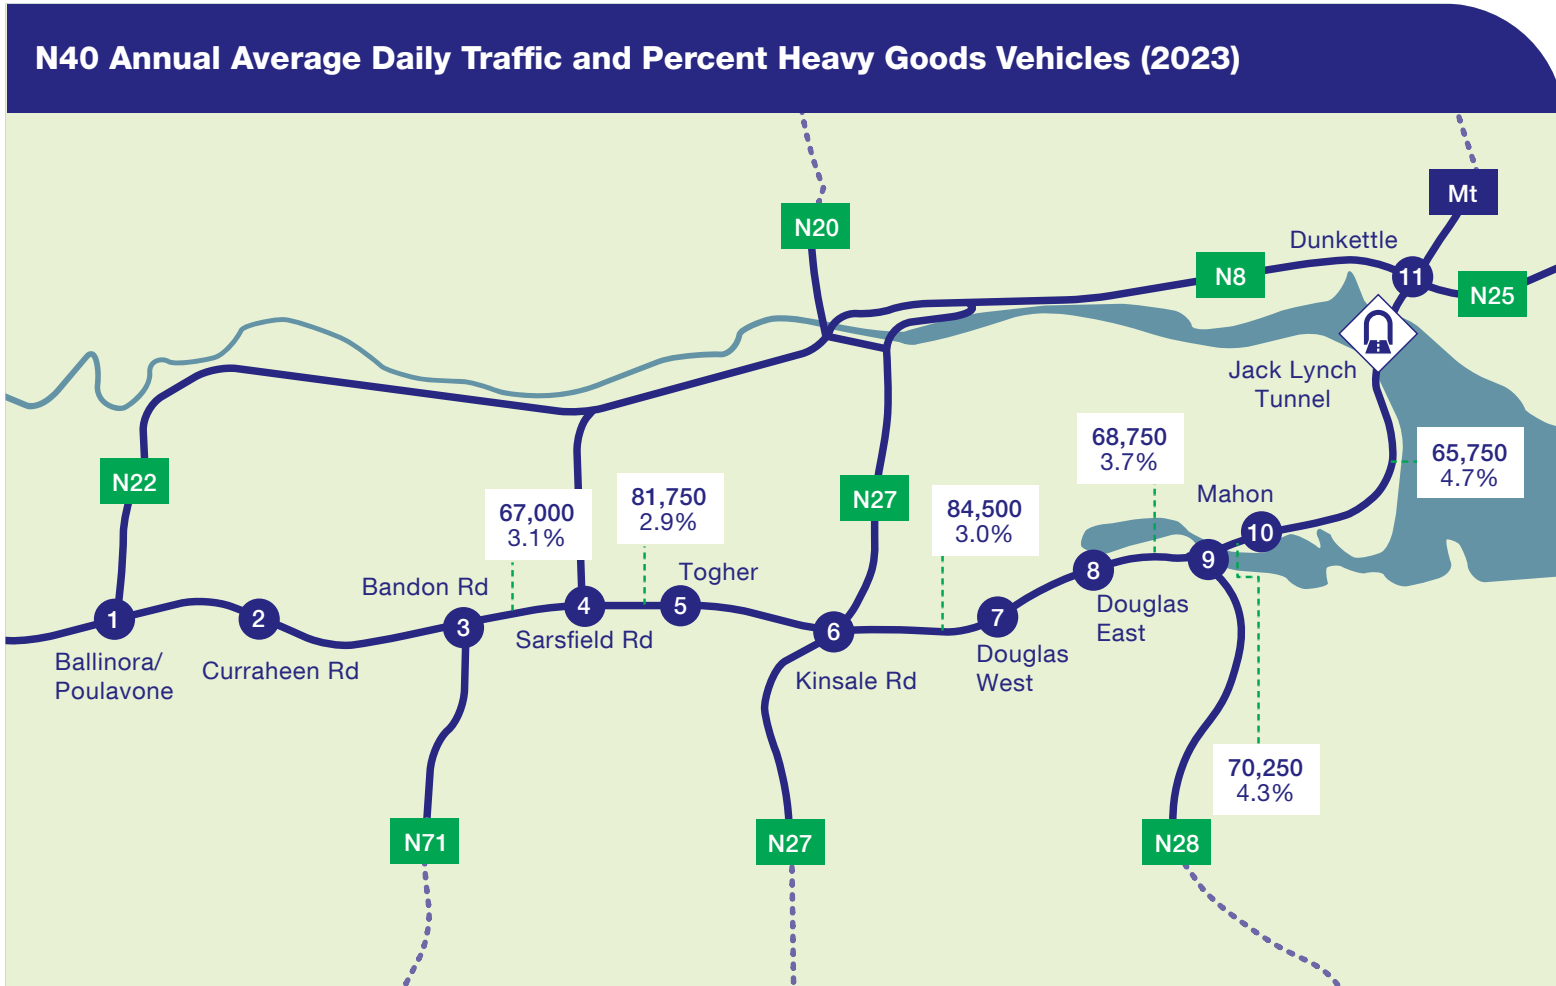 N40 Annual Average Daily Traffic and Percent Heavy Goods Vehicles (2023)
Mt
N20
Dunkettle
N8
11
N25
Jack Lynch
Tunnel
68,750
3.7%
65,750
4.7%
N22
81,750
2.9%
N27
67,000
3.1%
84,500
3.0%
Mahon
10
9
8
Togher
Bandon Rd
1
2
3
4
5
6
7
Douglas
East
Sarsfield Rd
Ballinora/
Poulavone
Curraheen Rd
Kinsale Rd
Douglas
West
70,250
4.3%
N71
N27
N28